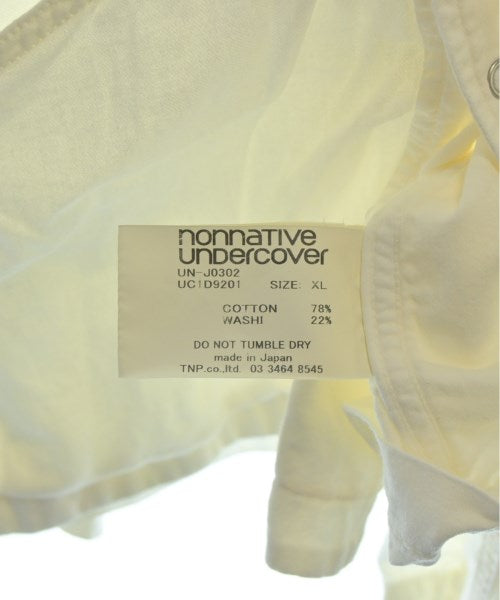 nonnative
undercover
UN-J0302
UC1D9201 SIZE: XL
COTTON 78%
WASHI 22%
DO NOT TUMBLE DRY
made in Japan
TNP.co.,ltd. 03 3464 8545